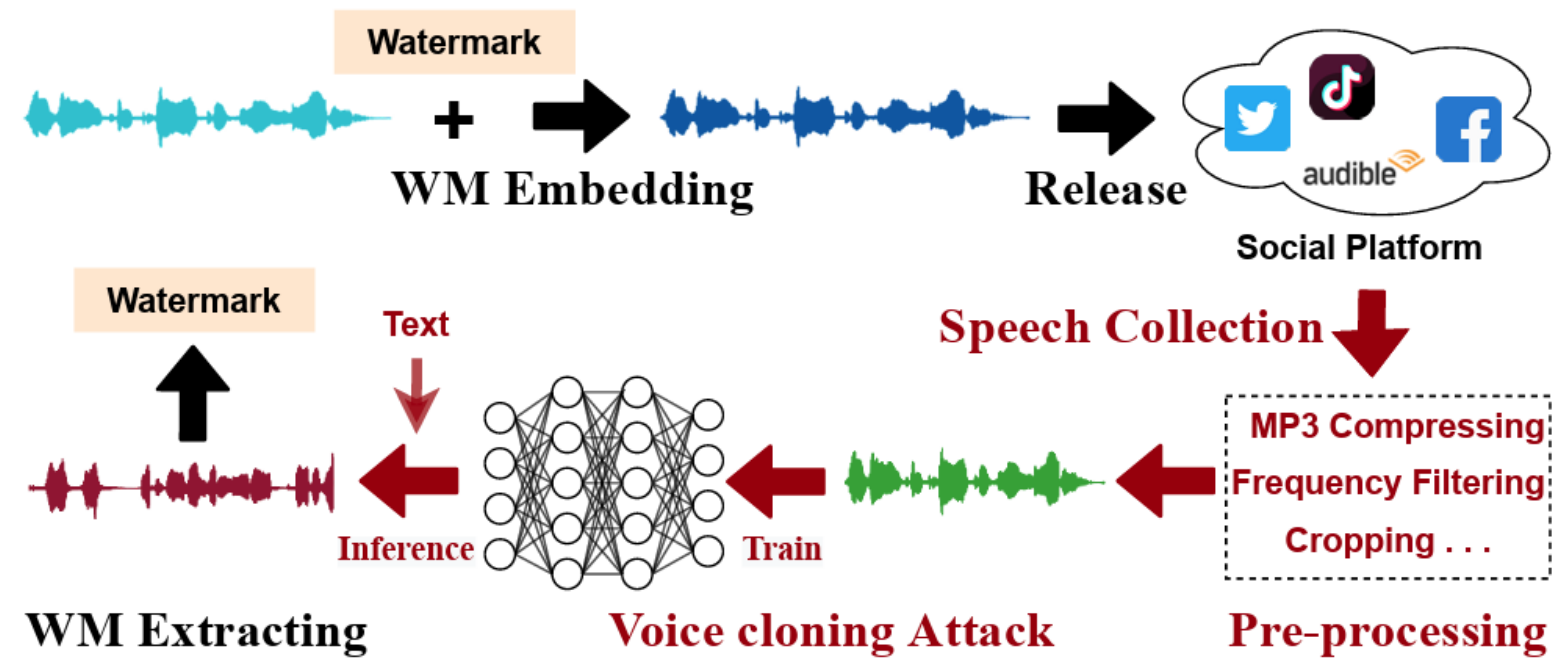 Watermark
+
WM Embedding
Release
audible
Social Platform
Watermark
Text
Speech Collection
MP3 Compressing
Frequency Filtering
Cropping . . .
Inference
Train
WM Extracting
Voice cloning Attack
Pre-processing